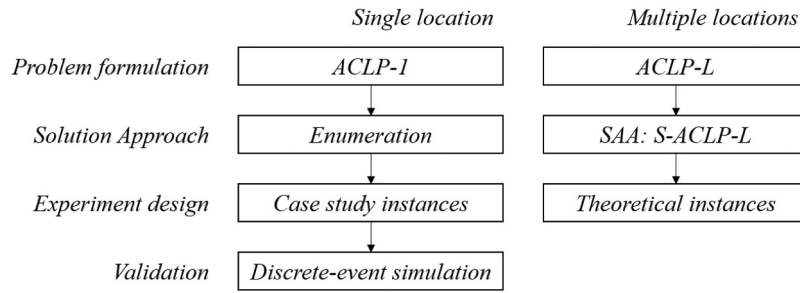 Single location Multiple locations
Problem formulation ACLP-1 ACLP-L
Solution Approach Enumeration SAA: S-ACLP-L
Experiment design Case study instances Theoretical instances
Validation Discrete-event simulation